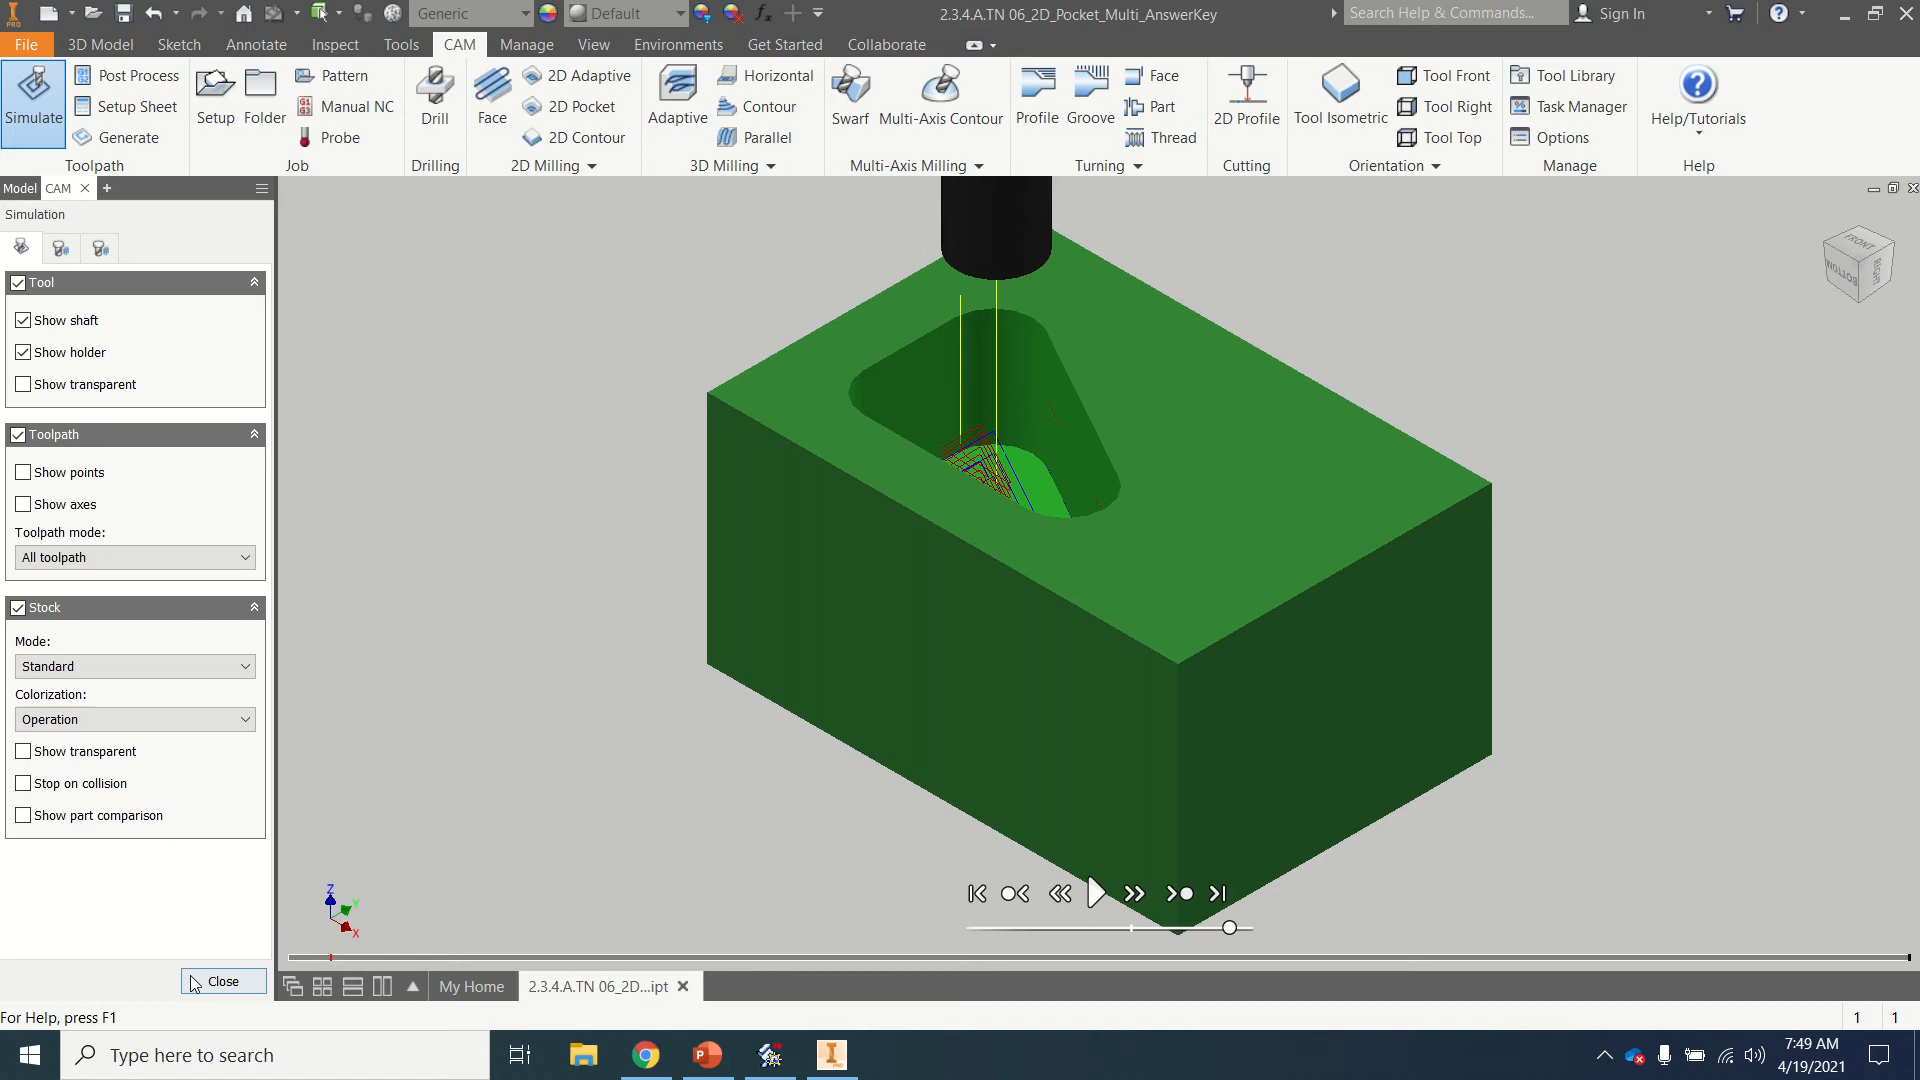 Generic
Default
2.3.4.A.TN 06_2D_Pocket_Multi_AnswerKey
Search Help & Commands...
Sign In
File
3D Model
Sketch
Annotate
Inspect
Tools
CAM
Manage
View
Environments
Get Started
Collaborate
Simulate
Post Process
Setup Sheet
Generate
Toolpath
Setup
Folder
Pattern
Manual NC
Probe
Job
Drill
Drilling
Face
2D Adaptive
2D Pocket
2D Contour
2D Milling
Adaptive
Horizontal
Contour
Parallel
3D Milling
Swarf
Multi-Axis Contour
Multi-Axis Milling
Profile
Groove
Face
Part
Thread
Turning
2D Profile
Cutting
Tool Isometric
Tool Front
Tool Right
Tool Top
Orientation
Tool Library
Task Manager
Options
Manage
Help/Tutorials
Help
Model
CAM
Simulation
Tool
Show shaft
Show holder
Show transparent
Toolpath
Show points
Show axes
Toolpath mode:
All toolpath
Stock
Mode:
Standard
Colorization:
Operation
Show transparent
Stop on collision
Show part comparison
Close
FRONT
BOTTOM
RIGHT
Z
Y
X
My Home
2.3.4.A.TN 06_2D...ipt
For Help, press F1
1
1
Type here to search
7:49 AM
4/19/2021